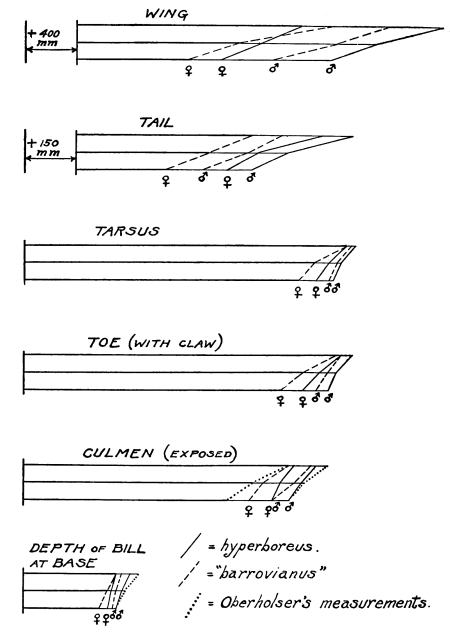 WING
+400
mm
♀ ♀ ♂ ♂
TAIL
+150
mm
♀ ♂ ♀ ♂
TARSUS
♀ ♀ ♂ ♂
TOE (WITH CLAW)
♀ ♀ ♂ ♂
CULMEN (EXPOSED)
♀ ♀ ♂ ♂
DEPTH OF BILL
AT BASE
♀ ♀ ♂ ♂
= hyperboreus.
= "barrovianus"
= Oberholser's measurements.